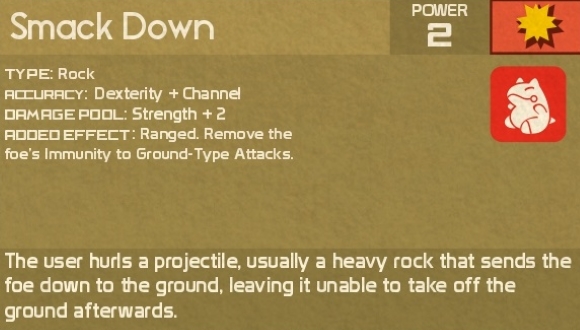 Smack Down
POWER
2
TYPE: Rock
ACCURACY: Dexterity + Channel
DAMAGE POOL: Strength + 2
ADDED EFFECT: Ranged. Remove the
foe's Immunity to Ground-Type Attacks.
The user hurls a projectile, usually a heavy rock that sends the
foe down to the ground, leaving it unable to take off the
ground afterwards.